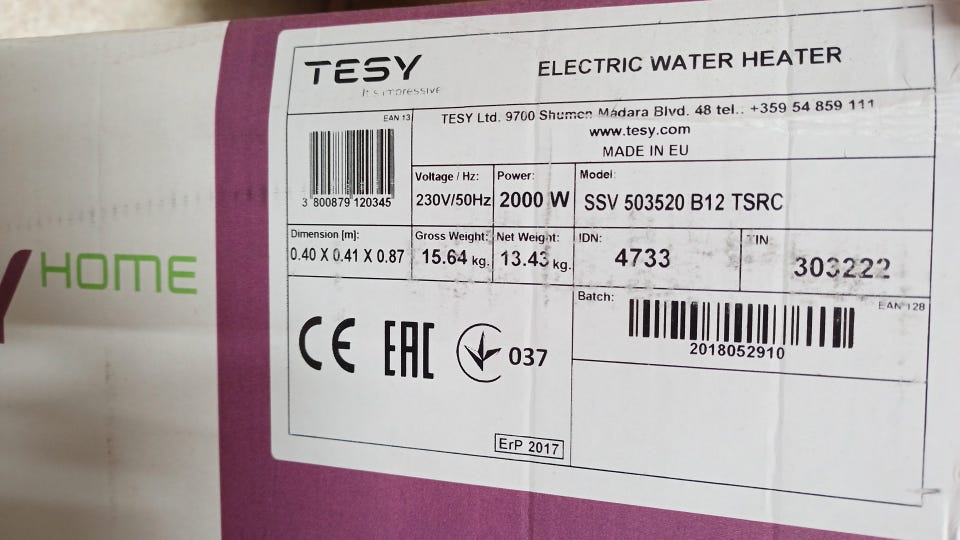 TESY
It's impressive
ELECTRIC WATER HEATER
TESY Ltd. 9700 Shumen Madara Blvd. 48 tel.: +359 54 859 111
www.tesy.com
MADE IN EU
EAN 13
3 800879 120345
Voltage / Hz:
230V/50Hz
Power:
2000 W
Model:
SSV 503520 B12 TSRC
Dimension [m]:
0.40 X 0.41 X 0.87
Gross Weight:
15.64 kg.
Net Weight:
13.43 kg.
IDN:
4733
TIN
303222
Batch:
EAN 128
2018052910
CE
EAC
037
ErP 2017
Y HOME